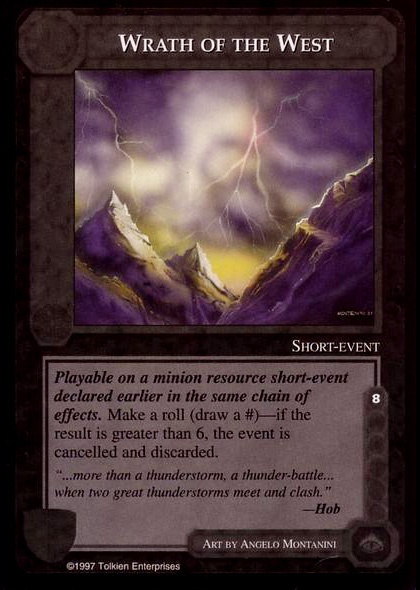 WRATH OF THE WEST
SHORT-EVENT
Playable on a minion resource short-event
declared earlier in the same chain of
effects. Make a roll (draw a #)—if the
result is greater than 6, the event is
cancelled and discarded.
8
“...more than a thunderstorm, a thunder-battle...
when two great thunderstorms meet and clash.”
—Hob
ART BY ANGELO MONTANINI
©1997 Tolkien Enterprises